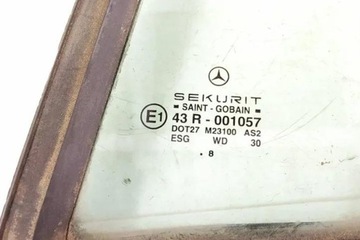 SEKURIT
SAINT - GOBAIN
E1 43 R - 001057
DOT27 M23100 AS2
ESG WD 30
. 8